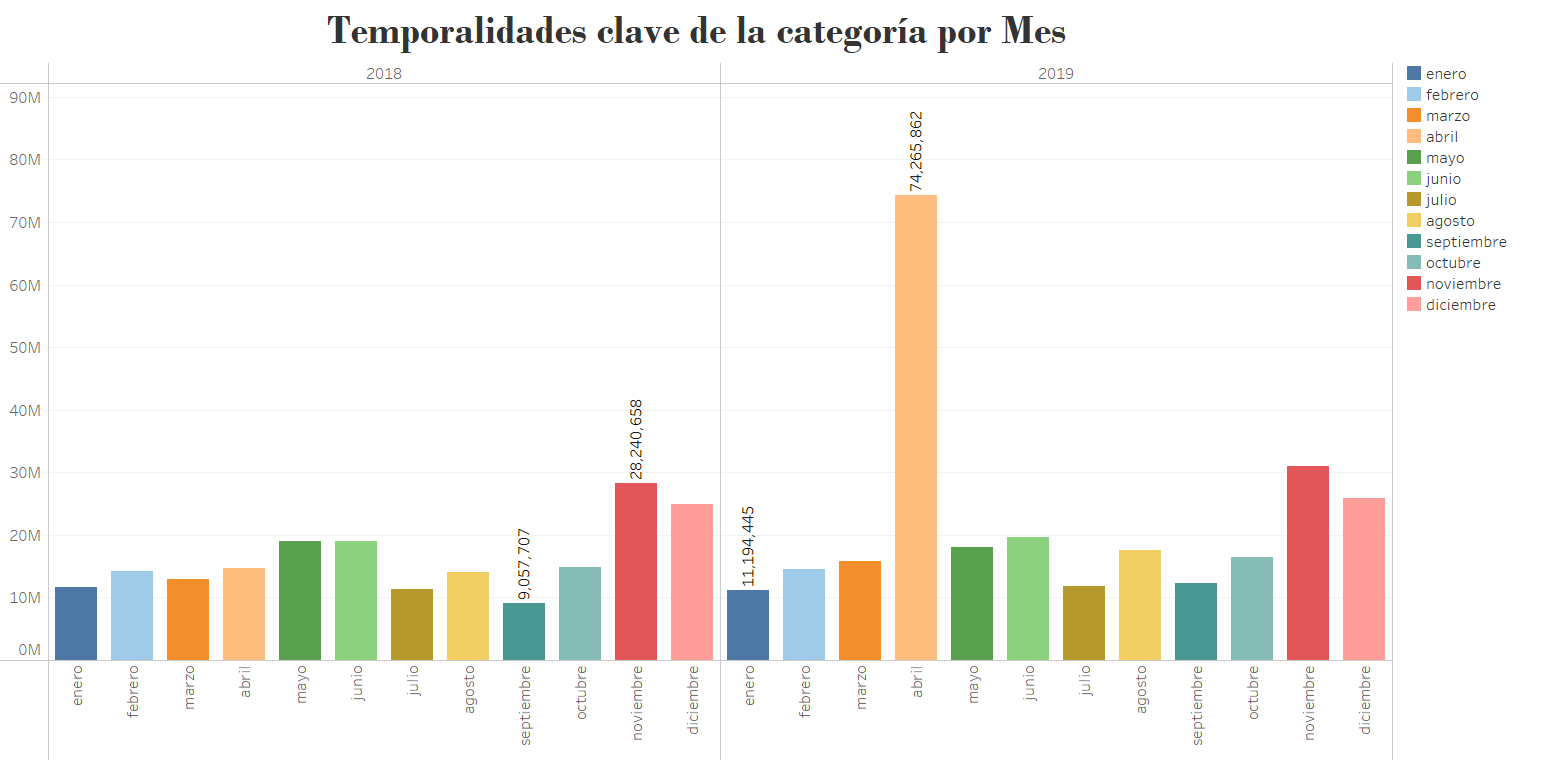 Temporalidades clave de la categoría por Mes
2018
2019
90M
80M
70M
60M
50M
40M
30M
20M
10M
0M
9,057,707
28,240,658
11,194,445
74,265,862
enero
febrero
marzo
abril
mayo
junio
julio
agosto
septiembre
octubre
noviembre
diciembre
enero
febrero
marzo
abril
mayo
junio
julio
agosto
septiembre
octubre
noviembre
diciembre
enero
febrero
marzo
abril
mayo
junio
julio
agosto
septiembre
octubre
noviembre
diciembre